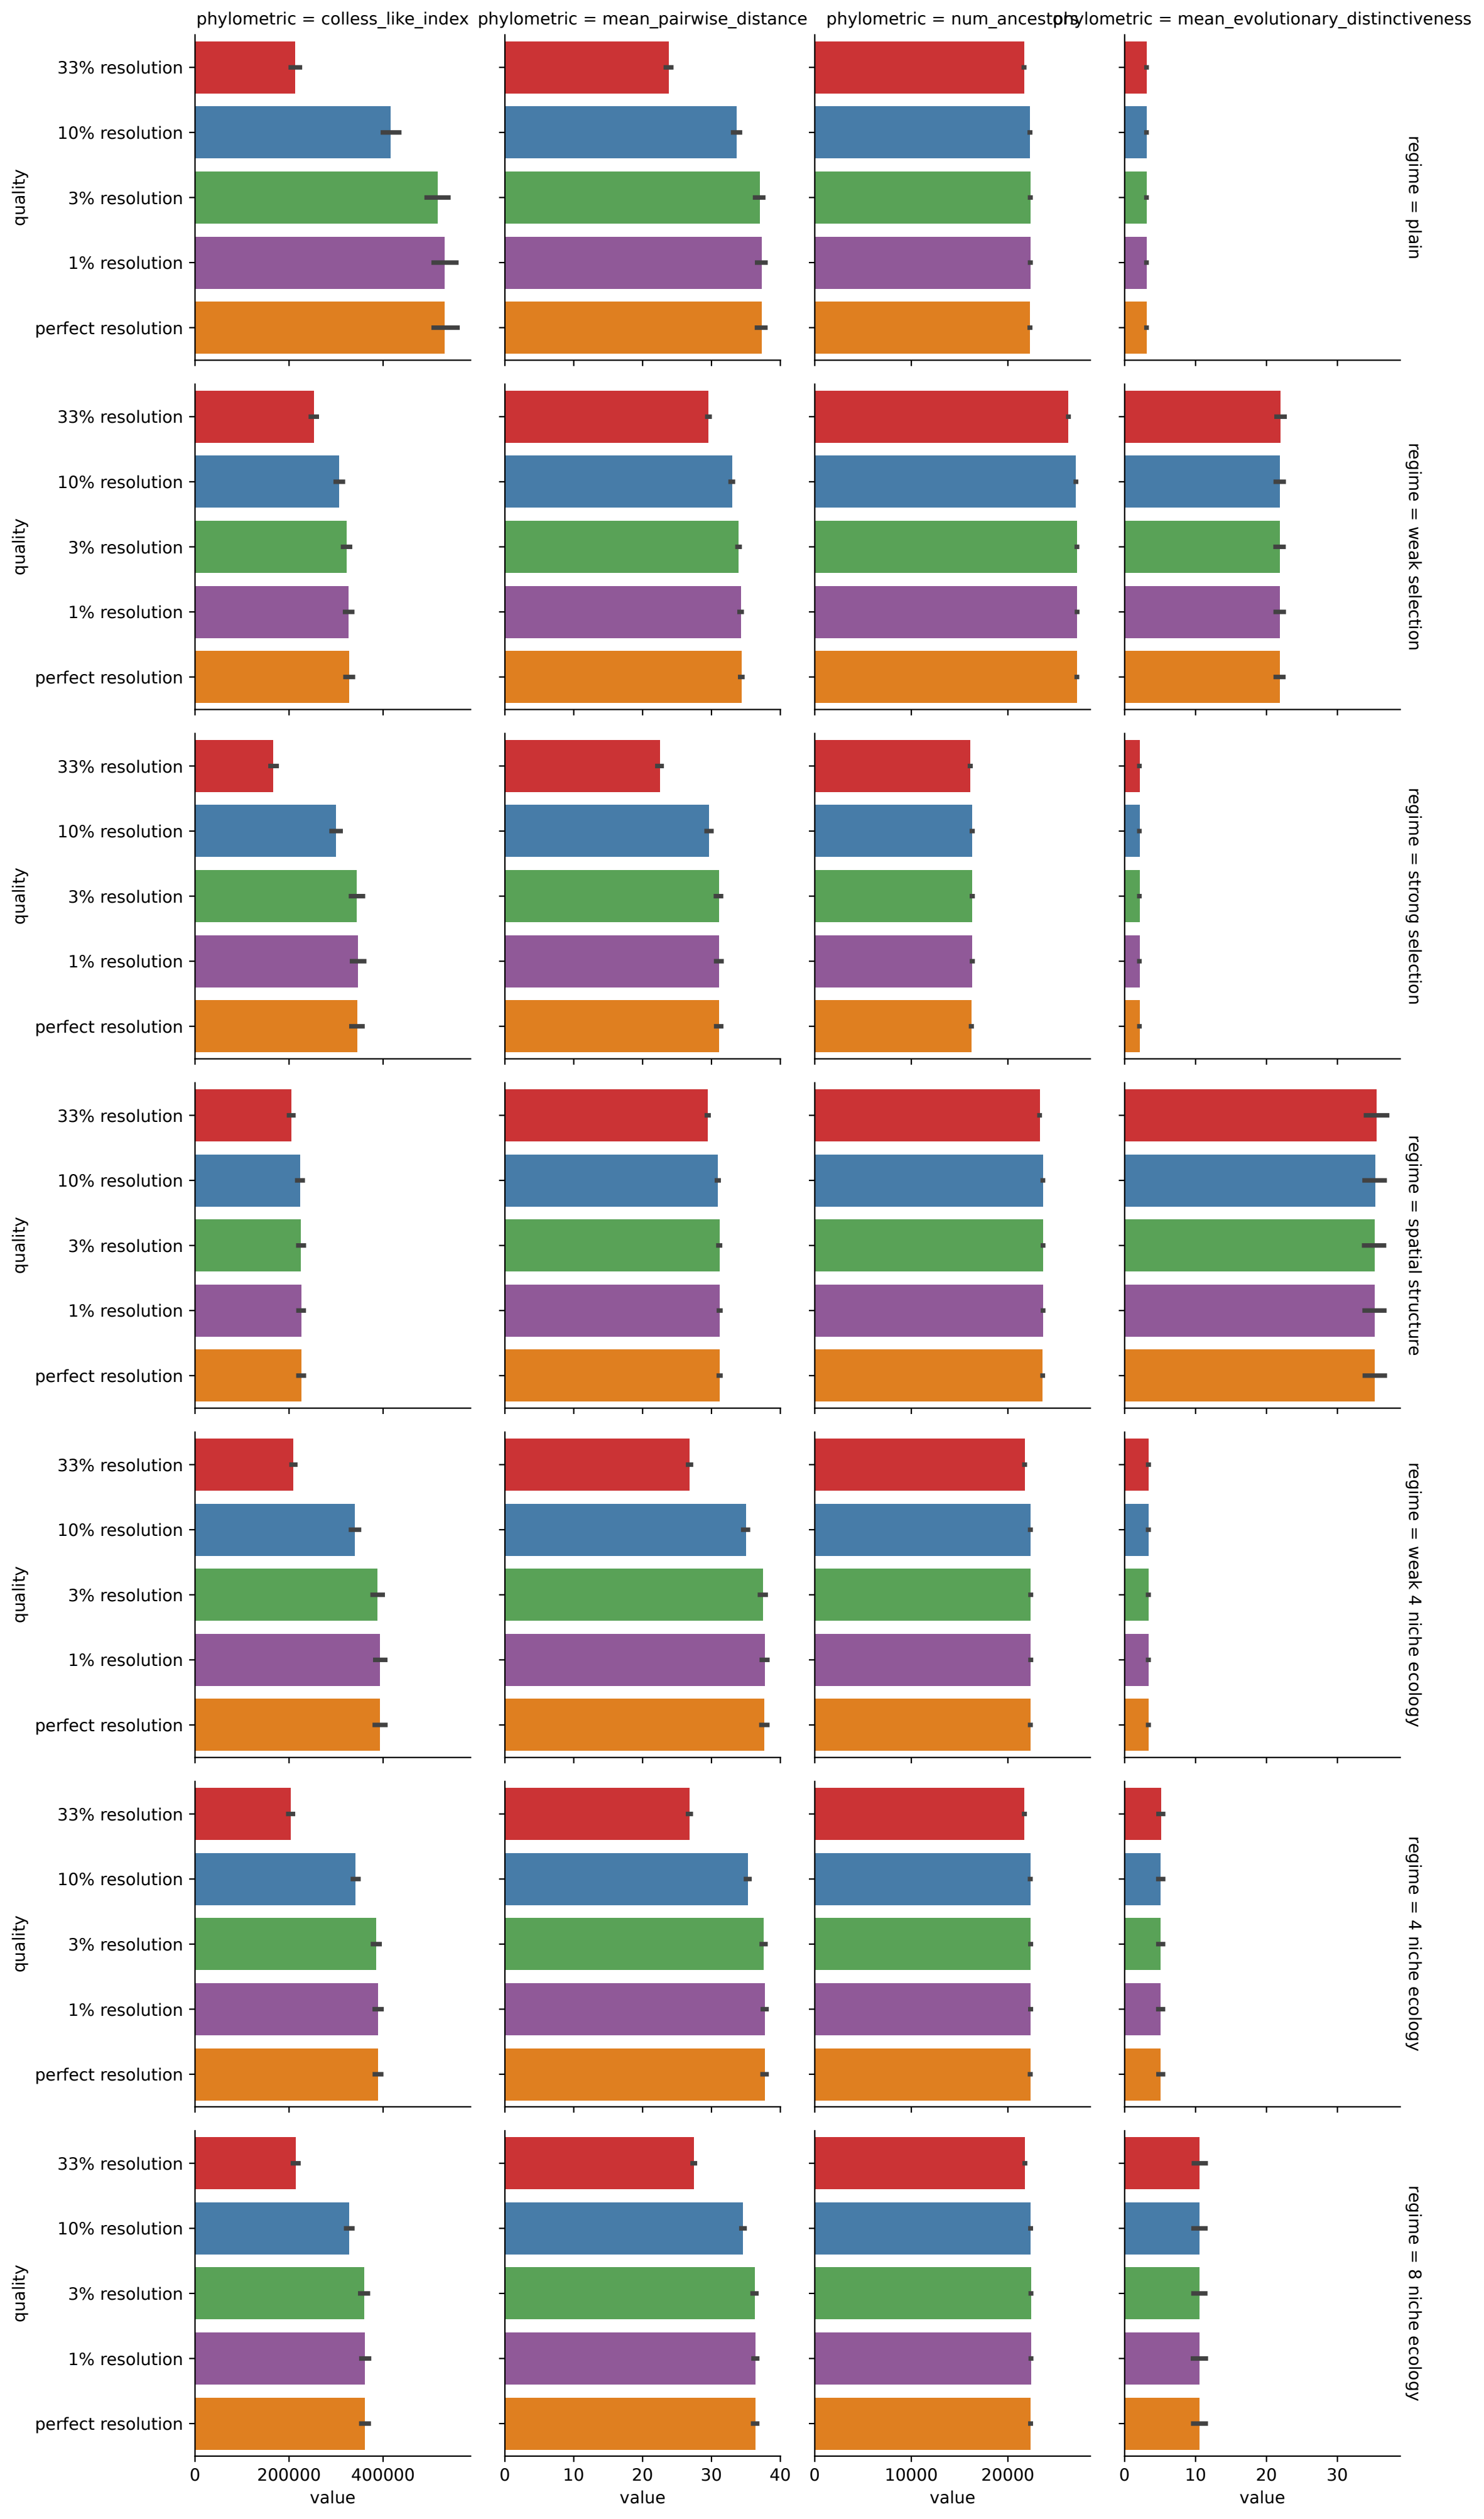 phylometric = colless_like_index phylometric = mean_pairwise_distance phylometric = num_ancestors phylometric = mean_evolutionary_distinctiveness
33% resolution
10% resolution
3% resolution
1% resolution
perfect resolution
quality
regime = plain
33% resolution
10% resolution
3% resolution
1% resolution
perfect resolution
quality
regime = weak selection
33% resolution
10% resolution
3% resolution
1% resolution
perfect resolution
quality
regime = strong selection
33% resolution
10% resolution
3% resolution
1% resolution
perfect resolution
quality
regime = spatial structure
33% resolution
10% resolution
3% resolution
1% resolution
perfect resolution
quality
regime = weak 4 niche ecology
33% resolution
10% resolution
3% resolution
1% resolution
perfect resolution
quality
regime = 4 niche ecology
33% resolution
10% resolution
3% resolution
1% resolution
perfect resolution
quality
regime = 8 niche ecology
0 200000 400000 0 10 20 30 40 0 10000 20000 0 10 20 30
value value value value